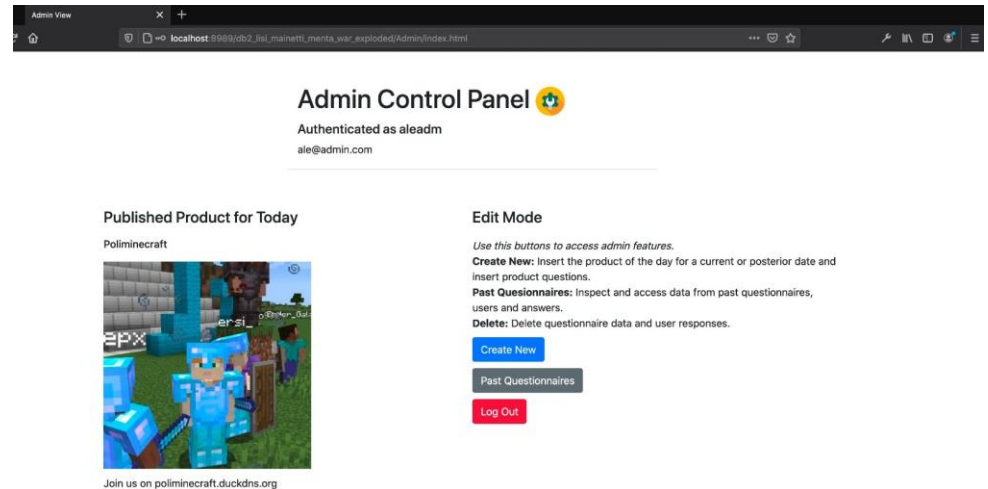 Admin View
localhost:8989/db2_lisi_mainetti_menta_war_exploded/Admin/index.html
Admin Control Panel
Authenticated as aleadm
ale@admin.com
Published Product for Today
Poliminecraft
ersi_
epx
Join us on poliminecraft.duckdns.org
Edit Mode
Use this buttons to access admin features.
Create New: Insert the product of the day for a current or posterior date and
insert product questions.
Past Quesionnaires: Inspect and access data from past questionnaires,
users and answers.
Delete: Delete questionnaire data and user responses.
Create New
Past Questionnaires
Log Out